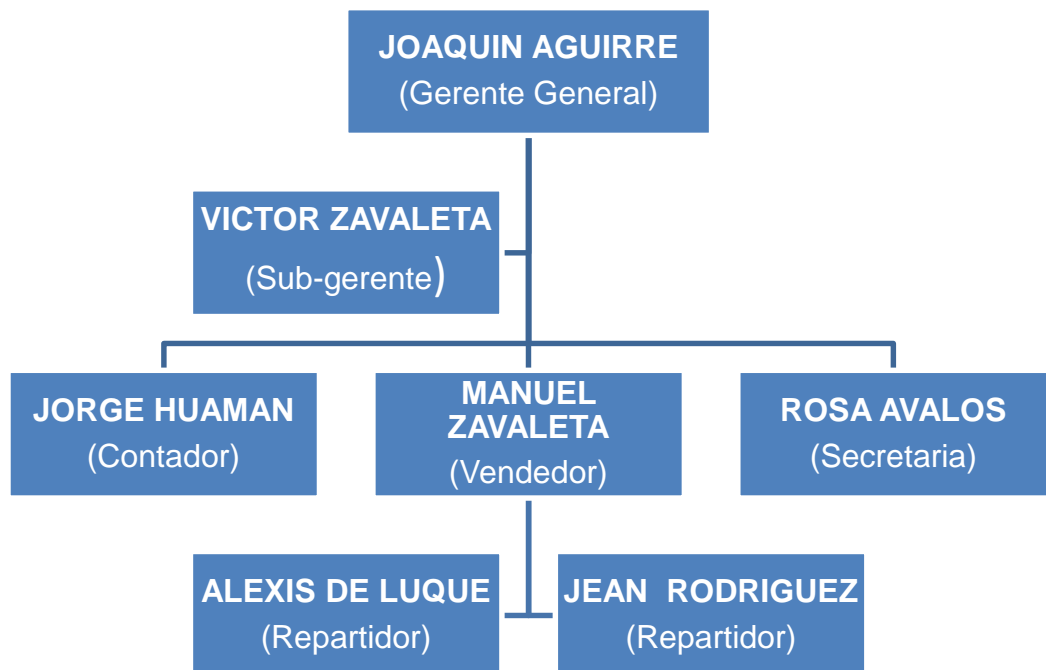 JOAQUIN AGUIRRE
(Gerente General)
VICTOR ZAVALETA
(Sub-gerente)
JORGE HUAMAN
(Contador)
MANUEL
ZAVALETA
(Vendedor)
ROSA AVALOS
(Secretaria)
ALEXIS DE LUQUE
(Repartidor)
JEAN  RODRIGUEZ
(Repartidor)